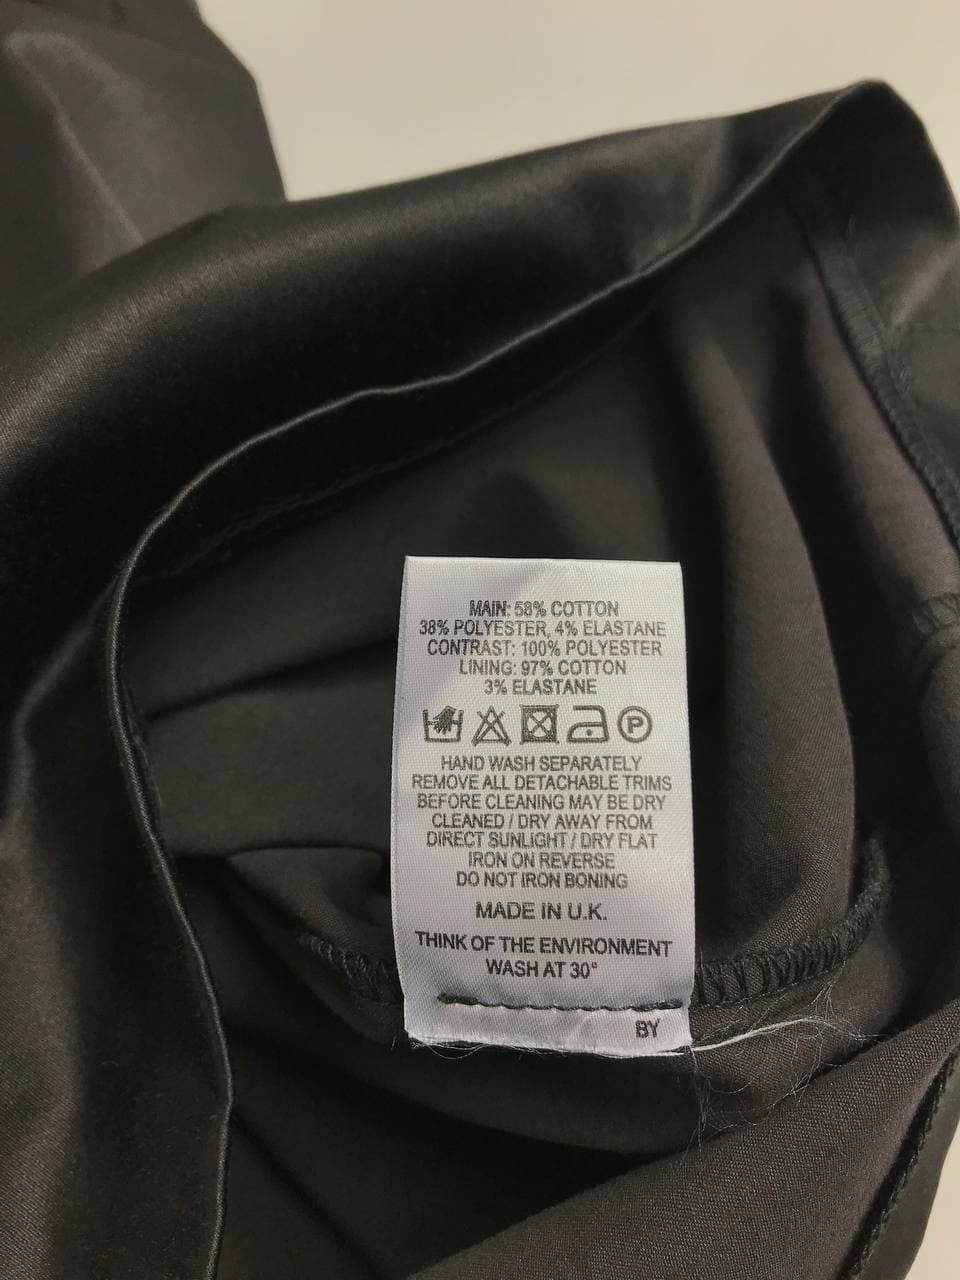 MAIN: 58% COTTON
38% POLYESTER, 4% ELASTANE
CONTRAST: 100% POLYESTER
LINING: 97% COTTON
3% ELASTANE
P
HAND WASH SEPARATELY
REMOVE ALL DETACHABLE TRIMS
BEFORE CLEANING MAY BE DRY
CLEANED / DRY AWAY FROM
DIRECT SUNLIGHT / DRY FLAT
IRON ON REVERSE
DO NOT IRON BONING
MADE IN U.K.
THINK OF THE ENVIRONMENT
WASH AT 30°
BY